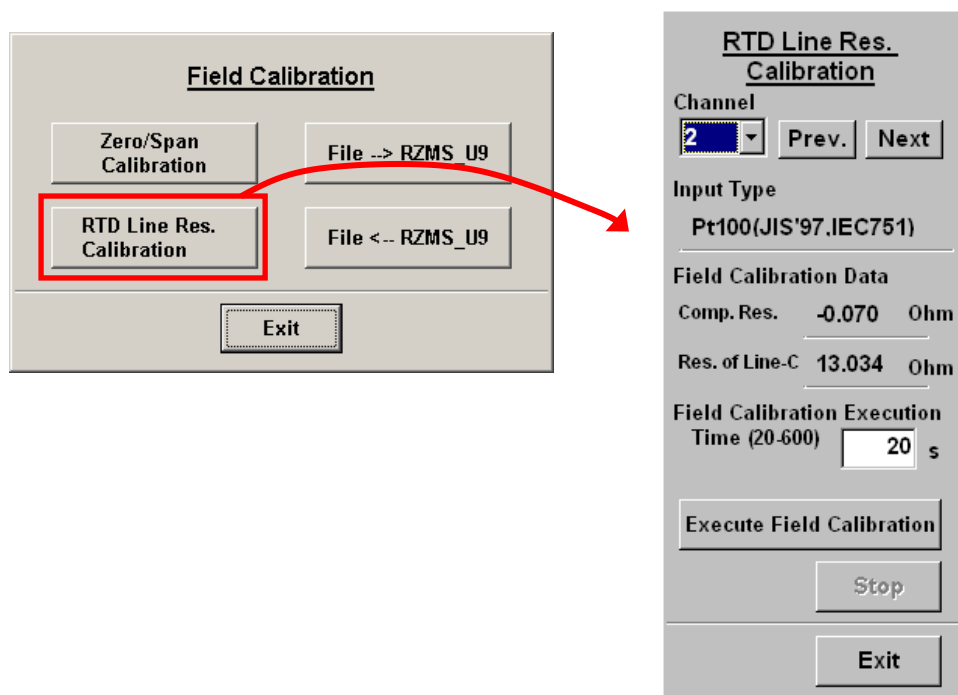 Field Calibration
Zero/Span
Calibration
File --> RZMS_U9
RTD Line Res.
Calibration
File <-- RZMS_U9
Exit
RTD Line Res.
Calibration
Channel
2 Prev. Next
Input Type
Pt100(JIS'97.IEC751)
Field Calibration Data
Comp. Res. -0.070 Ohm
Res. of Line-C 13.034 Ohm
Field Calibration Execution
Time (20-600) 20 s
Execute Field Calibration
Stop
Exit